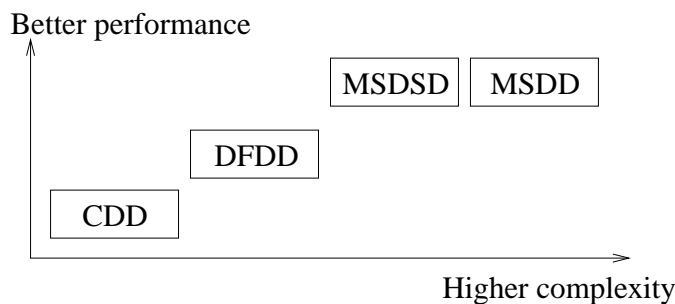 Better performance
MSDSD MSDD
DFDD
CDD
Higher complexity